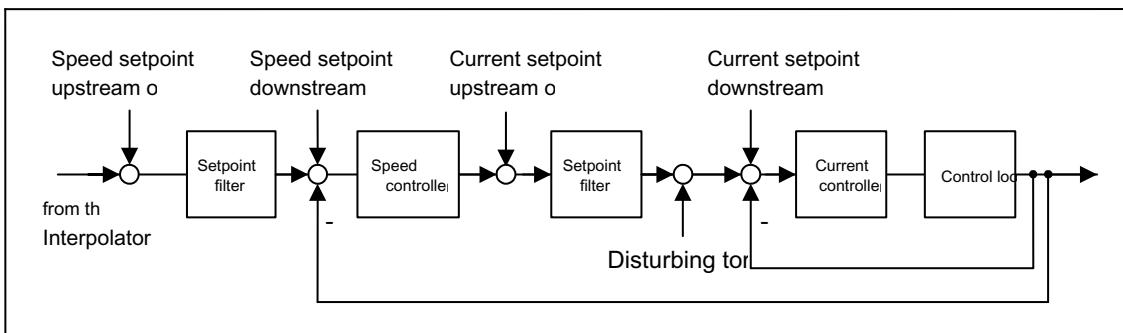 Speed setpoint
upstream o
Speed setpoint
downstream
Current setpoint
upstream o
Current setpoint
downstream
Setpoint
filter
Speed
controlle
Setpoint
filter
Current
controlle
Control lo
from th
Interpolator
-
-
Disturbing tor